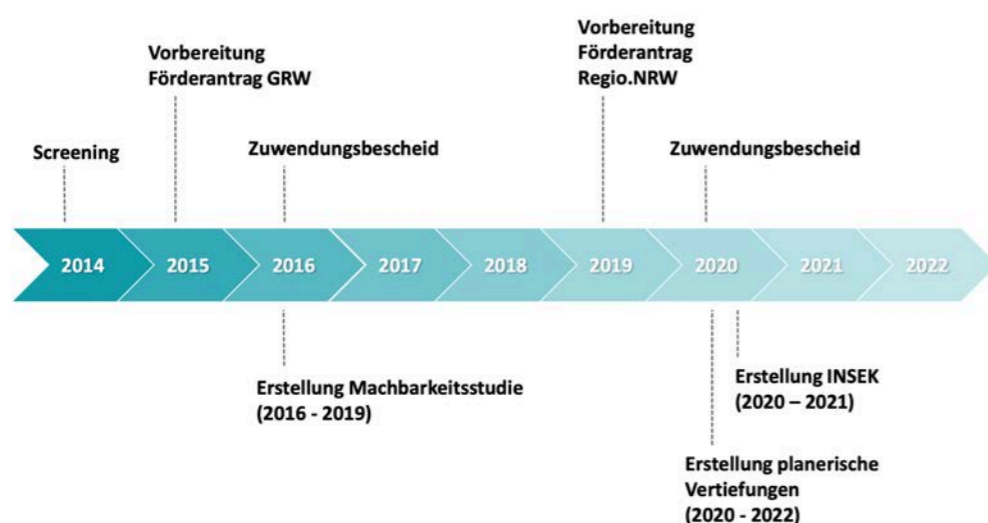 Vorbereitung
Förderantrag GRW
Vorbereitung
Förderantrag
Regio.NRW
Screening
Zuwendungsbescheid
Zuwendungsbescheid
2014
2015
2016
2017
2018
2019
2020
2021
2022
Erstellung Machbarkeitsstudie
(2016 - 2019)
Erstellung INSEK
(2020 – 2021)
Erstellung planerische
Vertiefungen
(2020 - 2022)